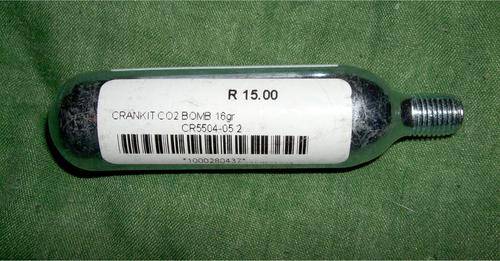 R 15.00
CRANKIT CO2 BOMB 16gr
CR5504-05 2
*1000280437*